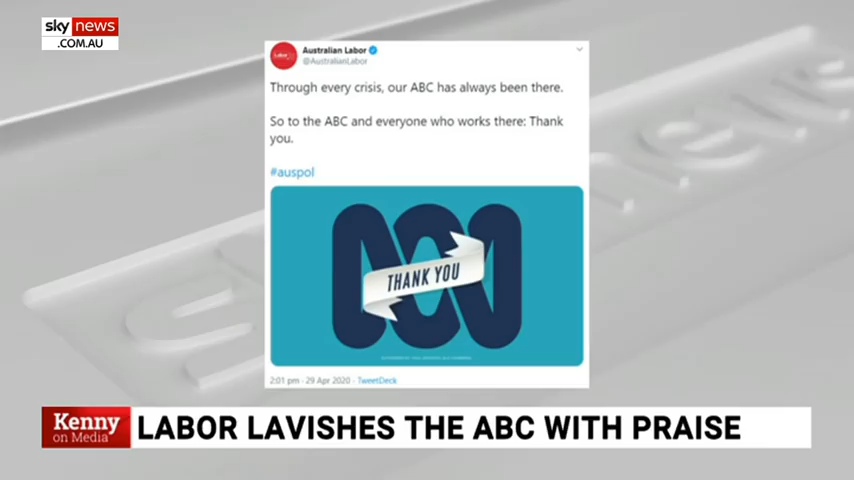 sky news
.COM.AU
Australian Labor
@AustralianLabor
Through every crisis, our ABC has always been there.
So to the ABC and everyone who works there: Thank
you.
#auspol
THANK YOU
2:01 pm · 29 Apr 2020 · TweetDeck
Kenny
on Media
LABOR LAVISHES THE ABC WITH PRAISE